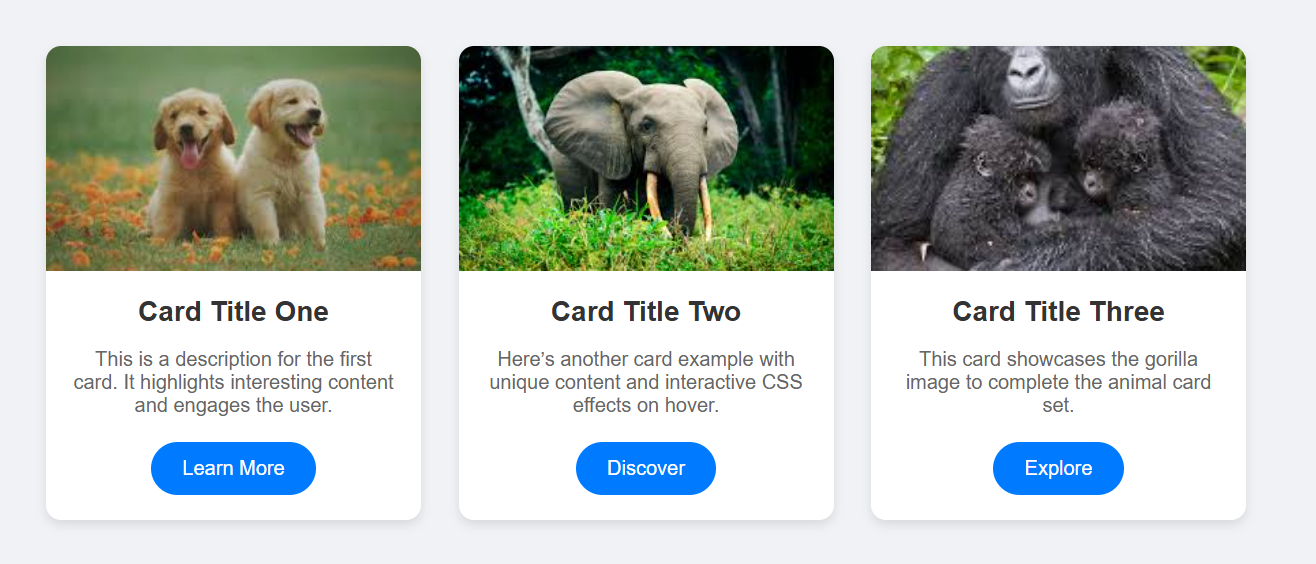 Card Title One
This is a description for the first
card. It highlights interesting content
and engages the user.
Learn More
Card Title Two
Here’s another card example with
unique content and interactive CSS
effects on hover.
Discover
Card Title Three
This card showcases the gorilla
image to complete the animal card
set.
Explore